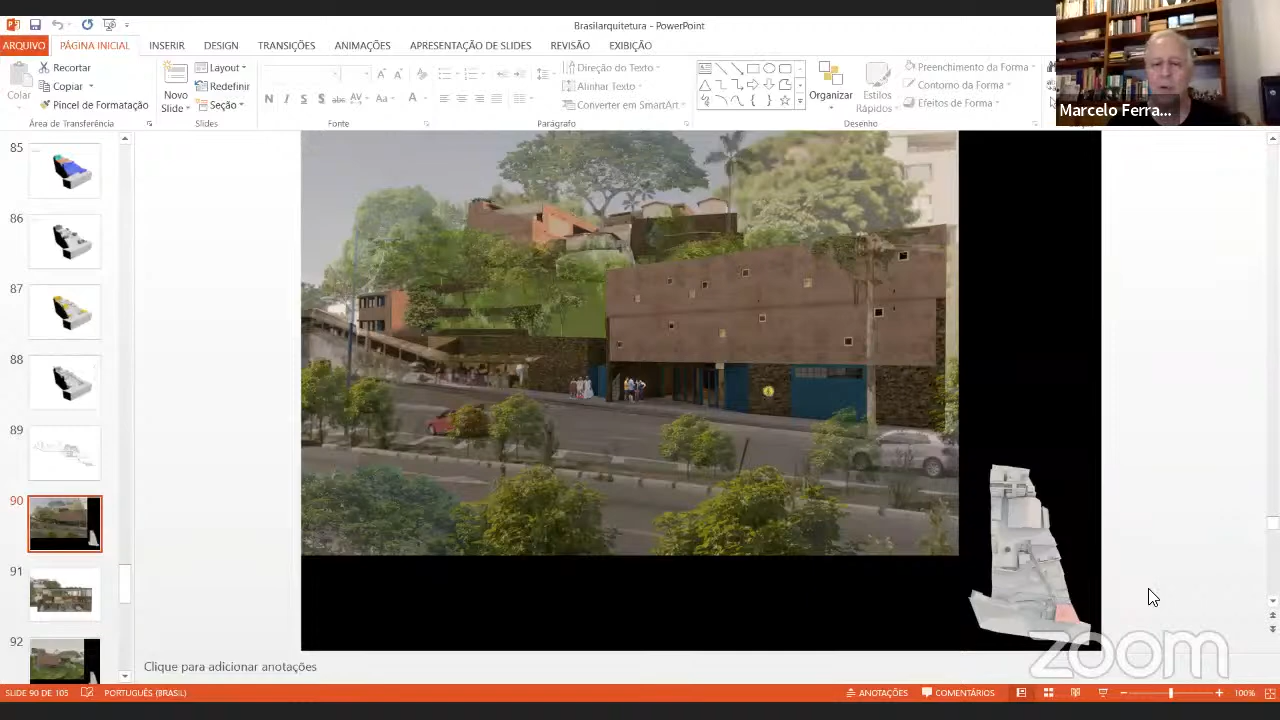 Brasilarquitetura - PowerPoint
ARQUIVO PÁGINA INICIAL INSERIR DESIGN TRANSIÇÕES ANIMAÇÕES APRESENTAÇÃO DE SLIDES REVISÃO EXIBIÇÃO
Colar
Recortar
Copiar
Pincel de Formatação
Área de Transferência
Novo
Slide
Layout
Redefinir
Seção
Slides
N I S S abc AV Aa A
Fonte
Direção do Texto
Alinhar Texto
Converter em SmartArt
Parágrafo
Organizar
Estilos
Rápidos
Preenchimento da Forma
Contorno da Forma
Efeitos de Forma
Desenho
Marcelo Ferra...
85
86
87
88
89
90
91
92
Clique para adicionar anotações
zoom
SLIDE 90 DE 105 PORTUGUÊS (BRASIL) ANOTAÇÕES COMENTÁRIOS 100%